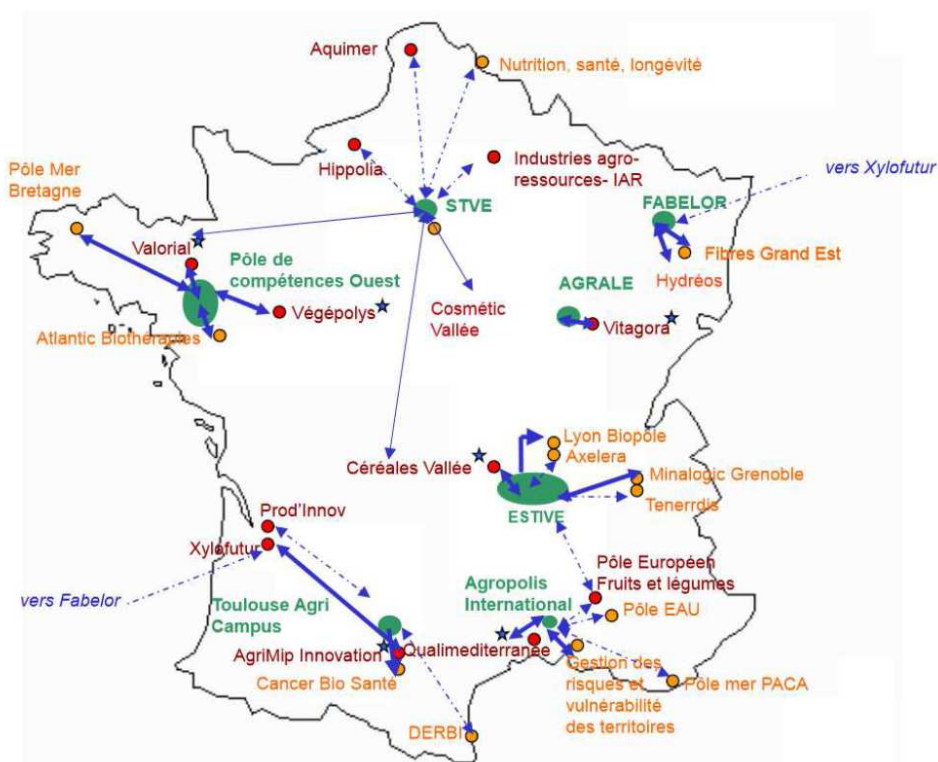 Aquimer
Nutrition, santé, longévité
Hippolia
Industries agro-
ressources- IAR
Pôle Mer
Bretagne
vers Xylofutur
STVE
FABELOR
Valorial
Pôle de
compétences Ouest
Fibres Grand Est
Hydréos
AGRALE
Végépolys
Cosmétic
Vallée
Vitagora
Atlantic Biothérapies
Lyon Biopôle
Axelera
Céréales Vallée
Minalogic Grenoble
Tenerrdis
ESTIVE
Prod'Innov
Xylofutur
Pôle Européen
Fruits et légumes
vers Fabelor
Toulouse Agri
Campus
Agropolis
International
Pôle EAU
AgriMip Innovation
Qualimediterranée
Cancer Bio Santé
Gestion des
risques et
vulnérabilité
des territoires
Pôle mer PACA
DERBI